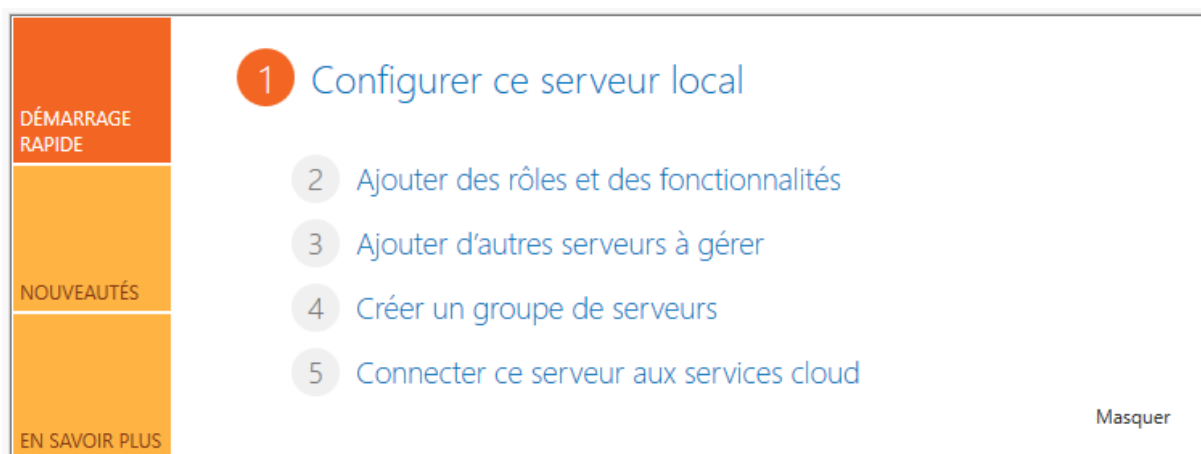 DÉMARRAGE
RAPIDE
NOUVEAUTÉS
EN SAVOIR PLUS
1 Configurer ce serveur local
2 Ajouter des rôles et des fonctionnalités
3 Ajouter d’autres serveurs à gérer
4 Créer un groupe de serveurs
5 Connecter ce serveur aux services cloud
Masquer